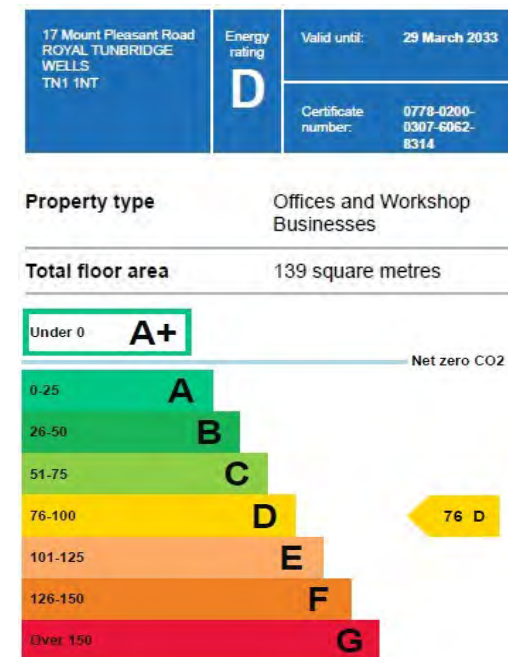 17 Mount Pleasant Road
ROYAL TUNBRIDGE
WELLS
TN1 1NT
Energy
rating
D
Valid until:
29 March 2033
Certificate
number:
0778-0200-
0307-6062-
8314
Property type
Offices and Workshop
Businesses
Total floor area
139 square metres
Under 0 A+
Net zero CO2
0-25 A
26-50 B
51-75 C
76-100 D
76 D
101-125 E
126-150 F
Over 150 G